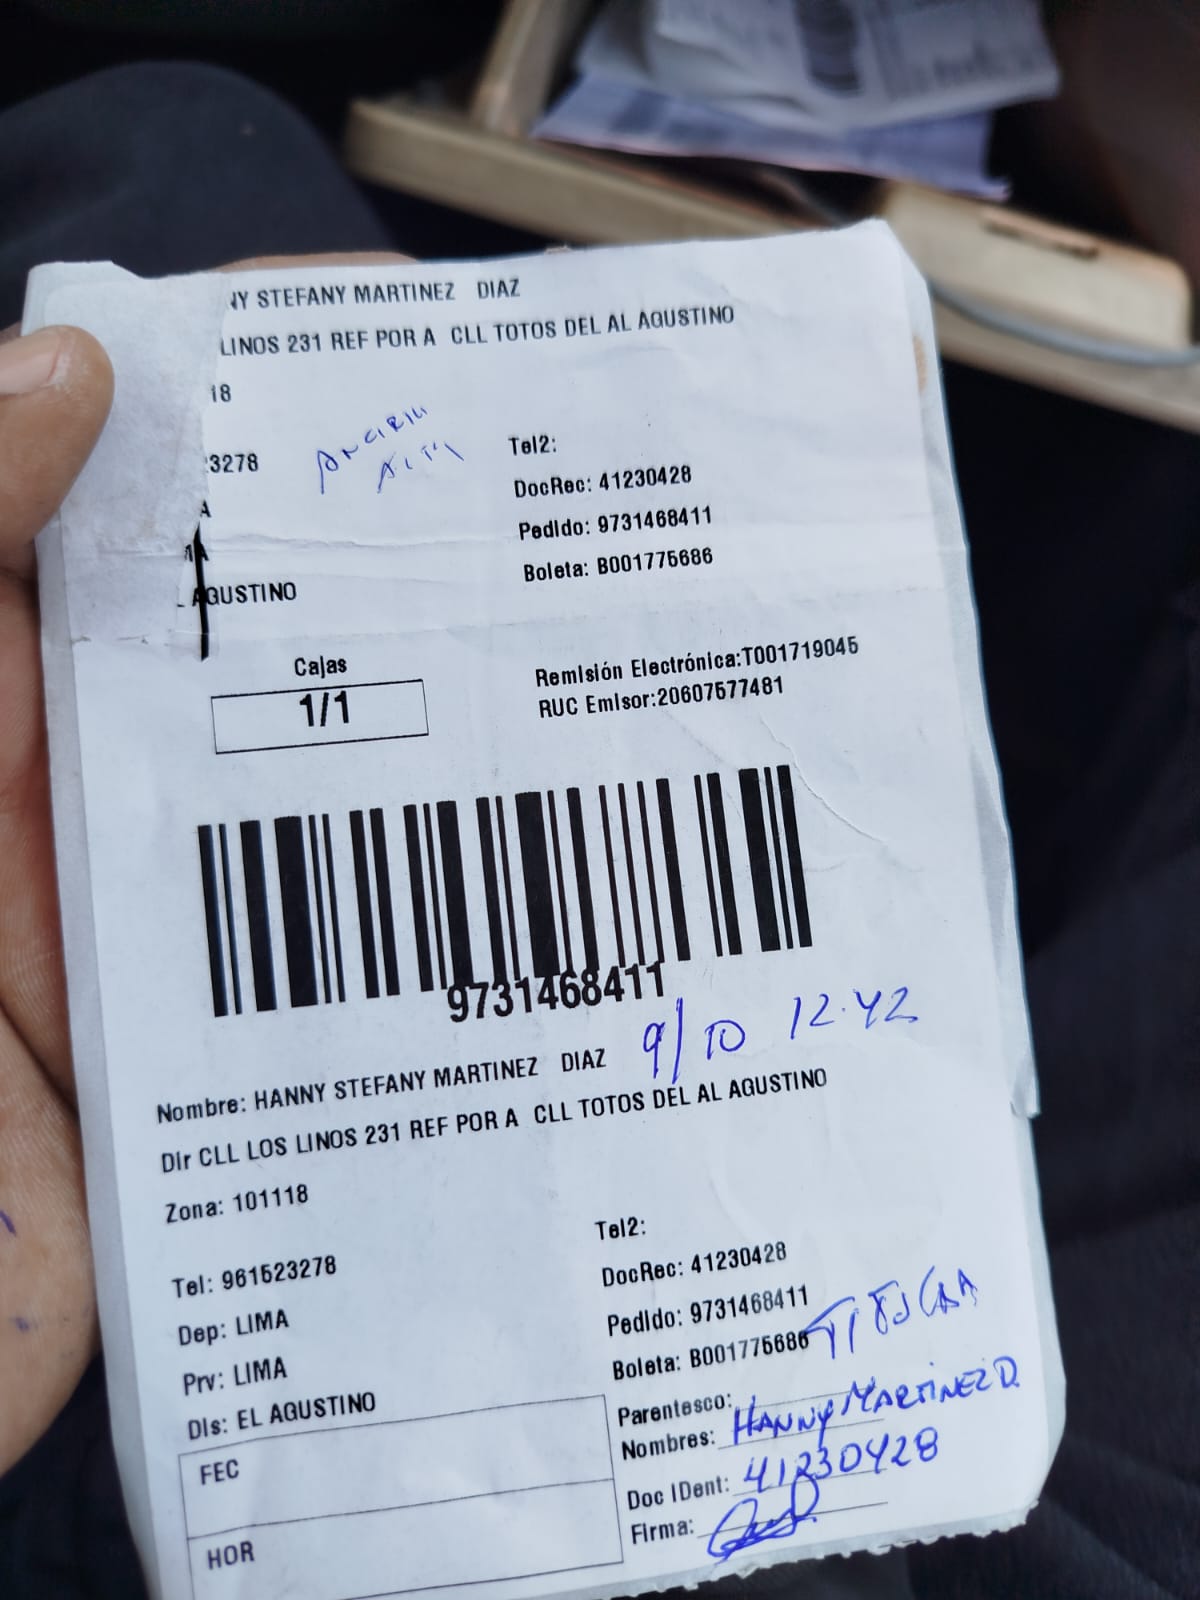 NY STEFANY MARTINEZ DIAZ
LINOS 231 REF POR A CLL TOTOS DEL AL AGUSTINO
18
3278
Tel2:
DocRec: 41230428
A
Pedido: 9731468411
MA
Boleta: B001775686
AGUSTINO
Cajas
1/1
Remisión Electrónica:T001719045
RUC Emisor:20607577481
9731468411
9/10 12:42
Nombre: HANNY STEFANY MARTINEZ DIAZ
Dir CLL LOS LINOS 231 REF POR A CLL TOTOS DEL AL AGUSTINO
Zona: 101118
Tel: 961523278
Tel2:
Dep: LIMA
DocRec: 41230428
Prv: LIMA
Pedido: 9731468411
Dis: EL AGUSTINO
Boleta: B001775686
Parentesco: TITULAR
Nombres: HANNY MARTINEZ D.
Doc IDent: 41230428
Firma:
FEC
HOR